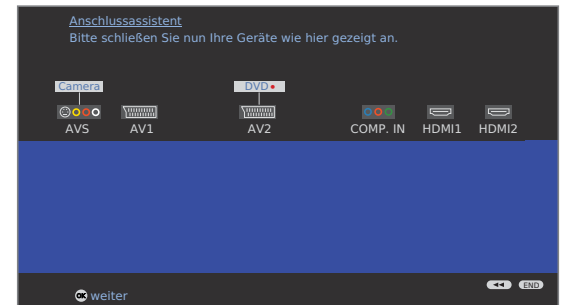 Anschlussassistent
Bitte schließen Sie nun Ihre Geräte wie hier gezeigt an.
Camera DVD
AVS AV1 AV2 COMP. IN HDMI1 HDMI2
OK weiter END